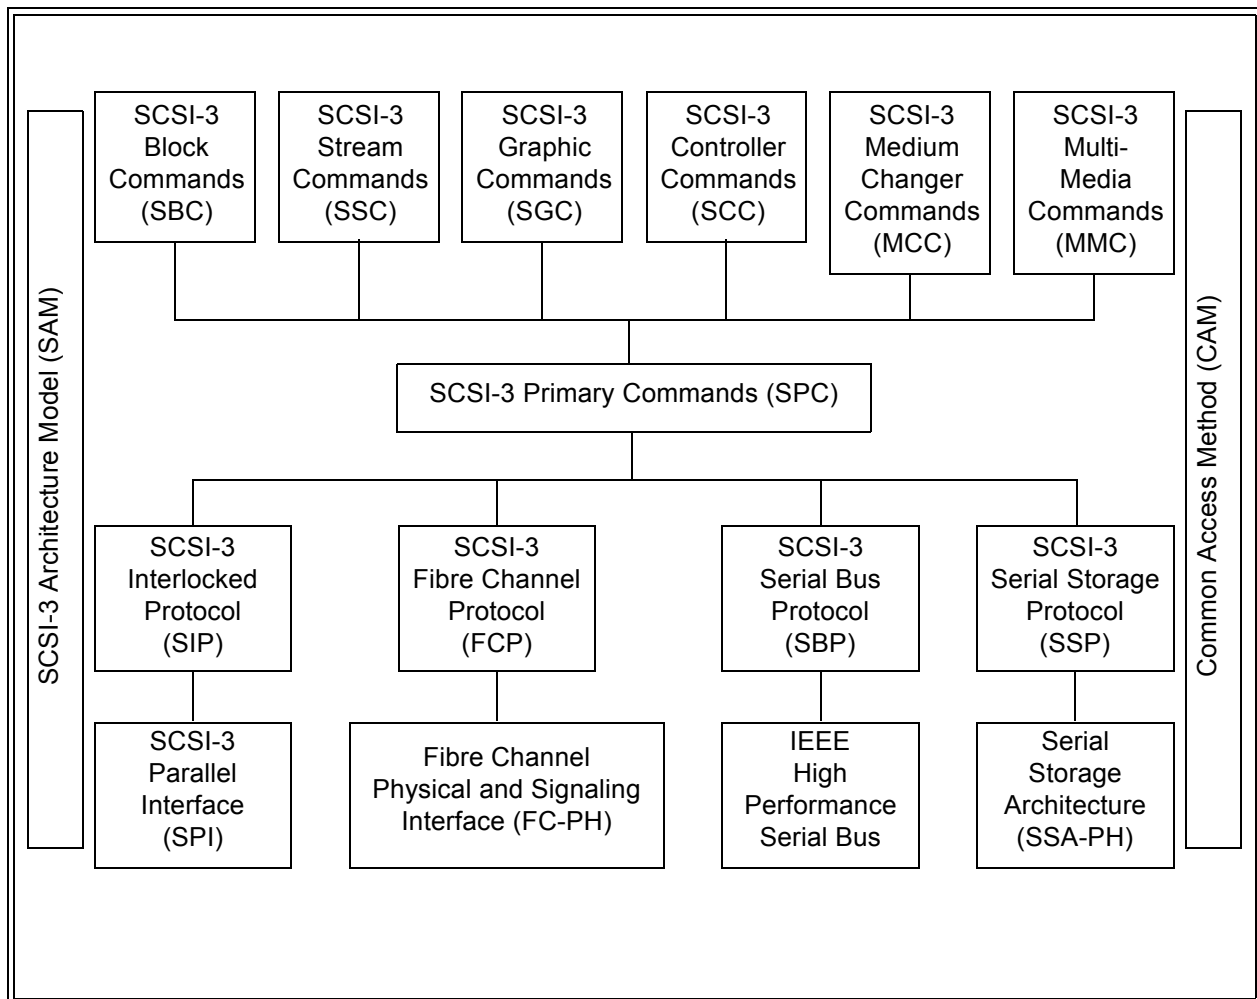 SCSI-3 Architecture Model (SAM)
SCSI-3
Block
Commands
(SBC)
SCSI-3
Stream
Commands
(SSC)
SCSI-3
Graphic
Commands
(SGC)
SCSI-3
Controller
Commands
(SCC)
SCSI-3
Medium
Changer
Commands
(MCC)
SCSI-3
Multi-
Media
Commands
(MMC)
Common Access Method (CAM)
SCSI-3 Primary Commands (SPC)
SCSI-3
Interlocked
Protocol
(SIP)
SCSI-3
Fibre Channel
Protocol
(FCP)
SCSI-3
Serial Bus
Protocol
(SBP)
SCSI-3
Serial Storage
Protocol
(SSP)
SCSI-3
Parallel
Interface
(SPI)
Fibre Channel
Physical and Signaling
Interface (FC-PH)
IEEE
High
Performance
Serial Bus
Serial
Storage
Architecture
(SSA-PH)